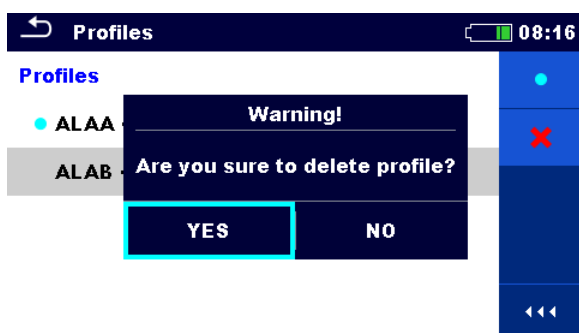 Profiles 08:16
Profiles
Warning!
ALAA
Are you sure to delete profile?
ALAB
YES NO